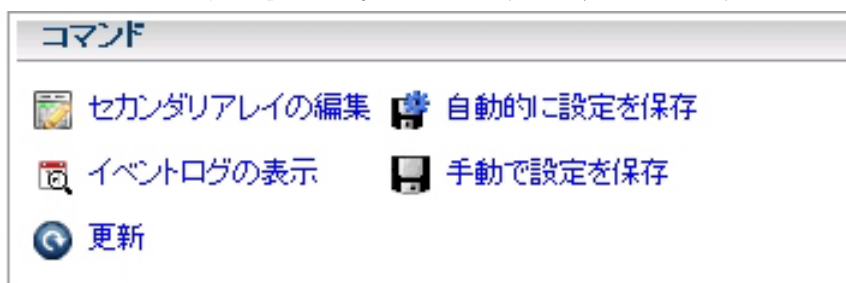 コマンド
セカンダリアレイの編集 自動的に設定を保存
イベントログの表示 手動で設定を保存
更新